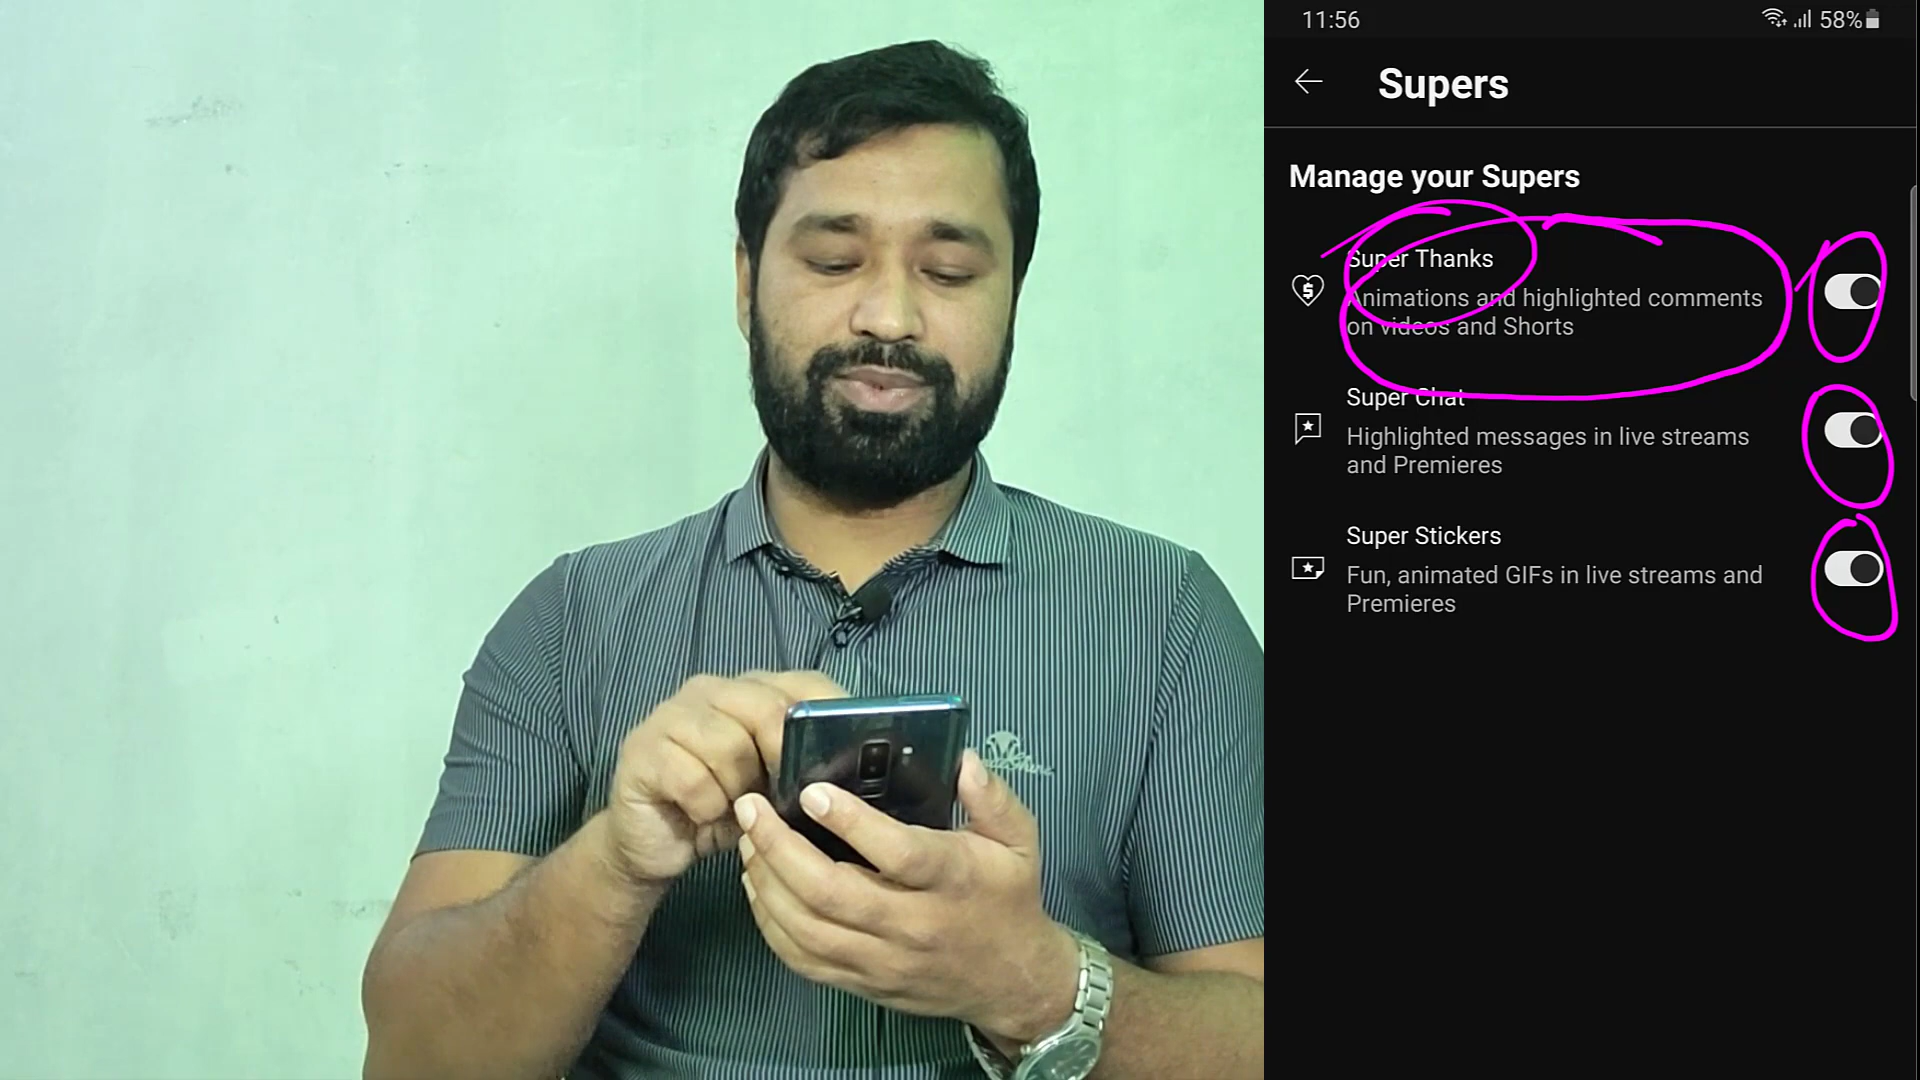 11:56
58%
Supers
Manage your Supers
Super Thanks
Animations and highlighted comments
on videos and Shorts
Super Chat
Highlighted messages in live streams
and Premieres
Super Stickers
Fun, animated GIFs in live streams and
Premieres